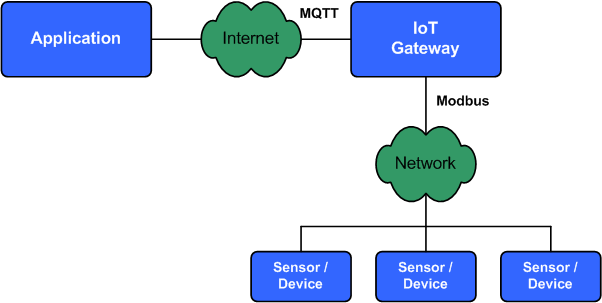 MQTT
Application
Internet
IoT
Gateway
Modbus
Network
Sensor /
Device
Sensor /
Device
Sensor /
Device